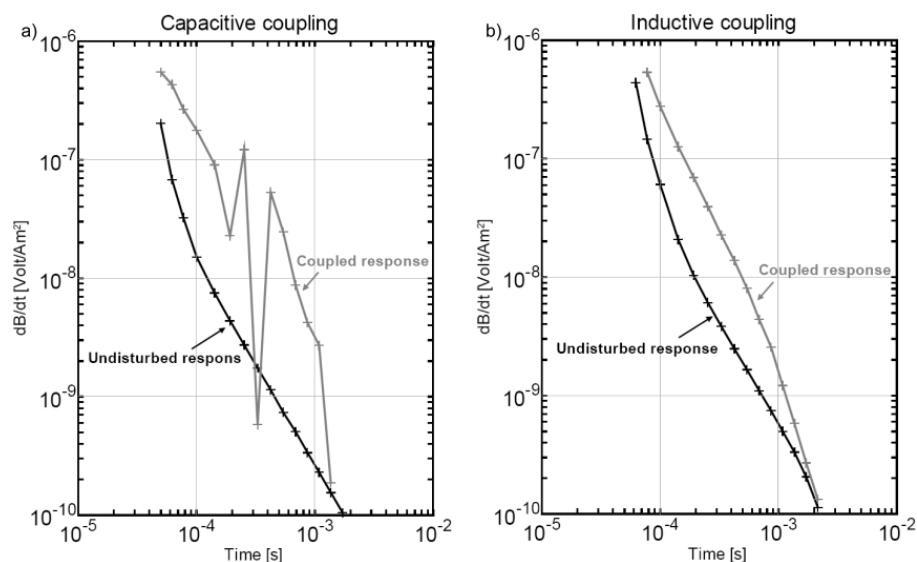 a)
Capacitive coupling
10^-6
10^-7
10^-8
10^-9
10^-10
dB/dt [Volt/Am²]
Coupled response
Undisturbed respons
10^-5
10^-4
10^-3
10^-2
Time [s]
b)
Inductive coupling
10^-6
10^-7
10^-8
10^-9
10^-10
dB/dt [Volt/Am²]
Coupled response
Undisturbed
response
10^-5
10^-4
10^-3
10^-2
Time [s]